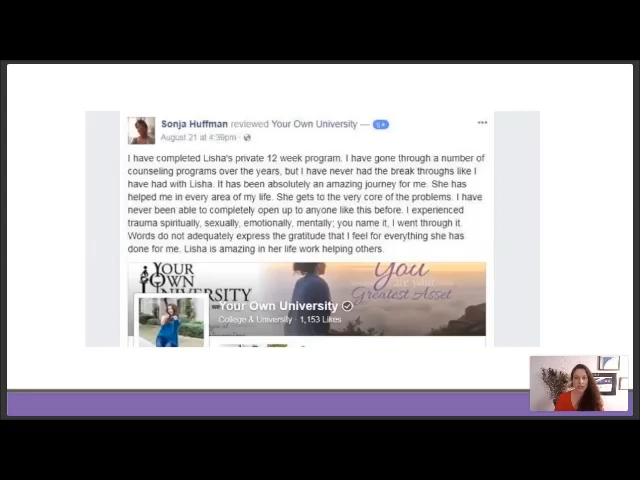 Sonja Huffman reviewed Your Own University — 5★
August 21 at 4:39pm ·
I have completed Lisha's private 12 week program. I have gone through a number of
counseling programs over the years, but I have never had the break throughs like I
have had with Lisha. It has been absolutely an amazing journey for me. She has
helped me in every area of my life. She gets to the very core of the problems. I have
never been able to completely open up to anyone like this before. I experienced
trauma spiritually, sexually, emotionally, mentally; you name it, I went through it.
Words do not adequately express the gratitude that I feel for everything she has
done for me. Lisha is amazing in her life work helping others.
YOUR
OWN
UNIVERSITY
You
are your
Greatest Asset
Your Own University
College & University · 1,153 Likes